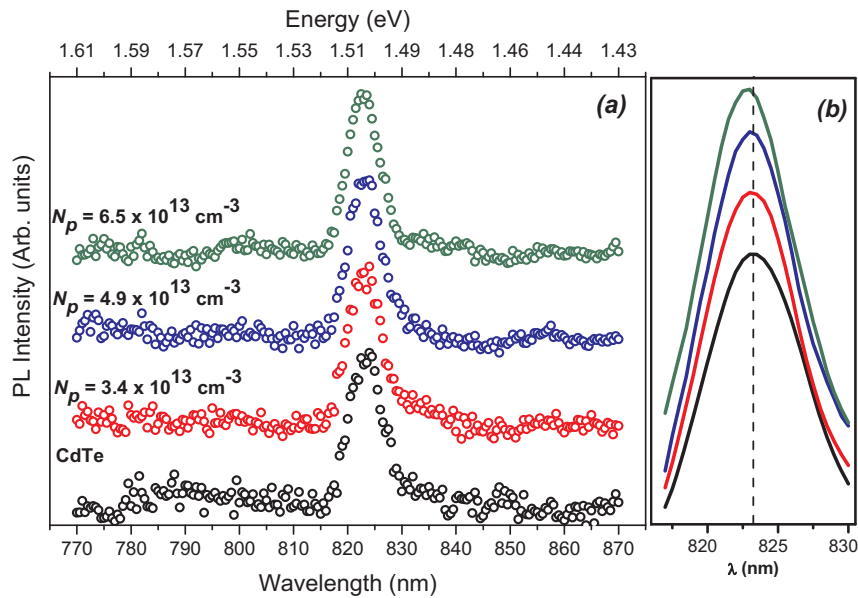 Energy (eV)
1.61 1.59 1.57 1.55 1.53 1.51 1.49 1.48 1.46 1.44 1.43
(a)
(b)
PL Intensity (Arb. units)
Np = 6.5 x 10^13 cm^-3
Np = 4.9 x 10^13 cm^-3
Np = 3.4 x 10^13 cm^-3
CdTe
770 780 790 800 810 820 830 840 850 860 870
Wavelength (nm)
820 825 830
λ (nm)